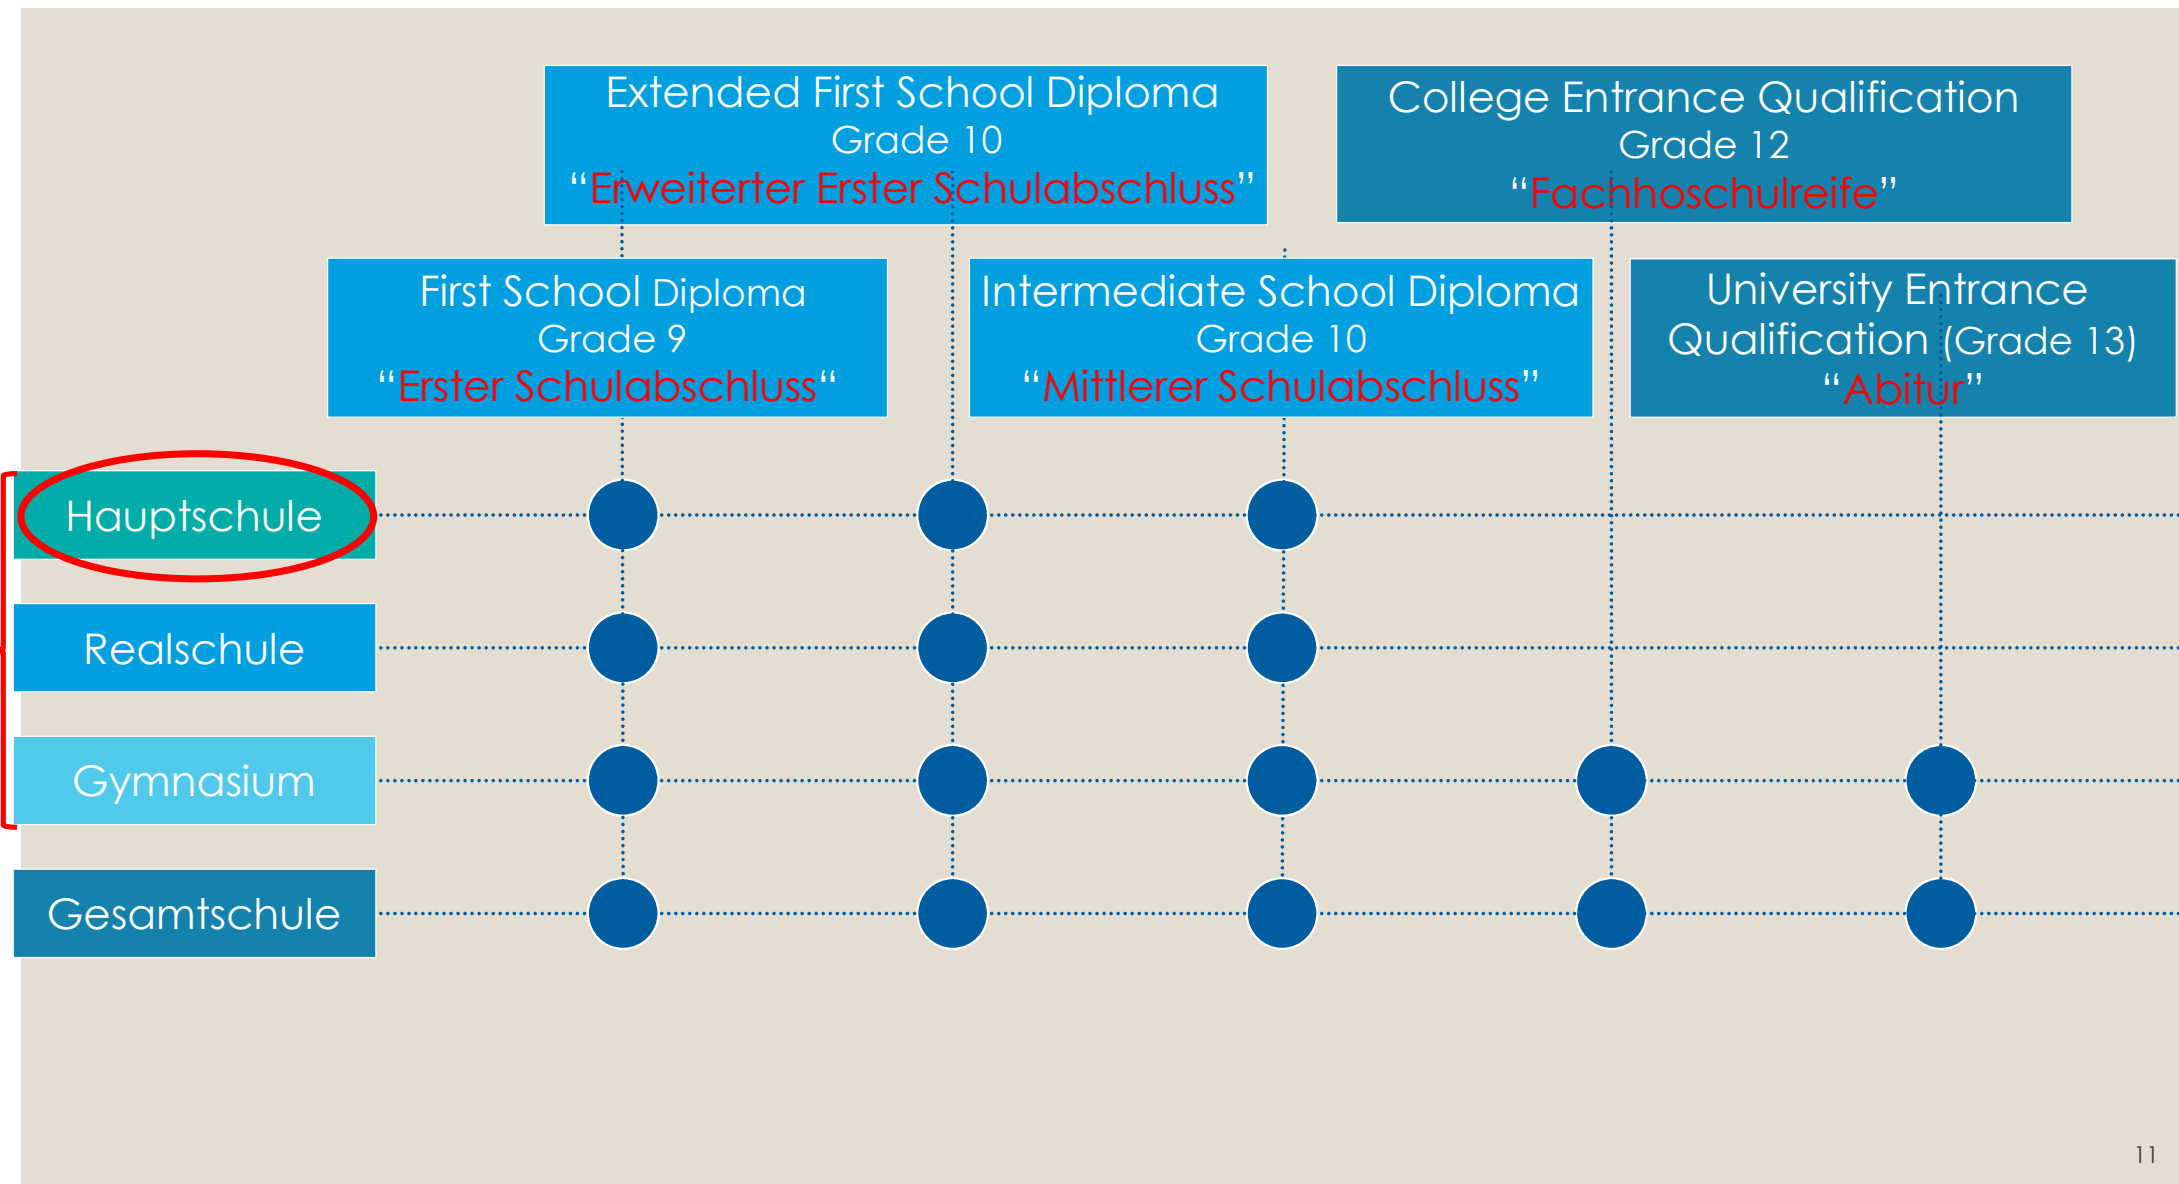 Extended First School Diploma
Grade 10
“Erweiterter Erster Schulabschluss”
College Entrance Qualification
Grade 12
“Fachhoschulreife”
First School Diploma
Grade 9
“Erster Schulabschluss“
Intermediate School Diploma
Grade 10
“Mittlerer Schulabschluss”
University Entrance
Qualification (Grade 13)
“Abitur”
Hauptschule
Realschule
Gymnasium
Gesamtschule
11